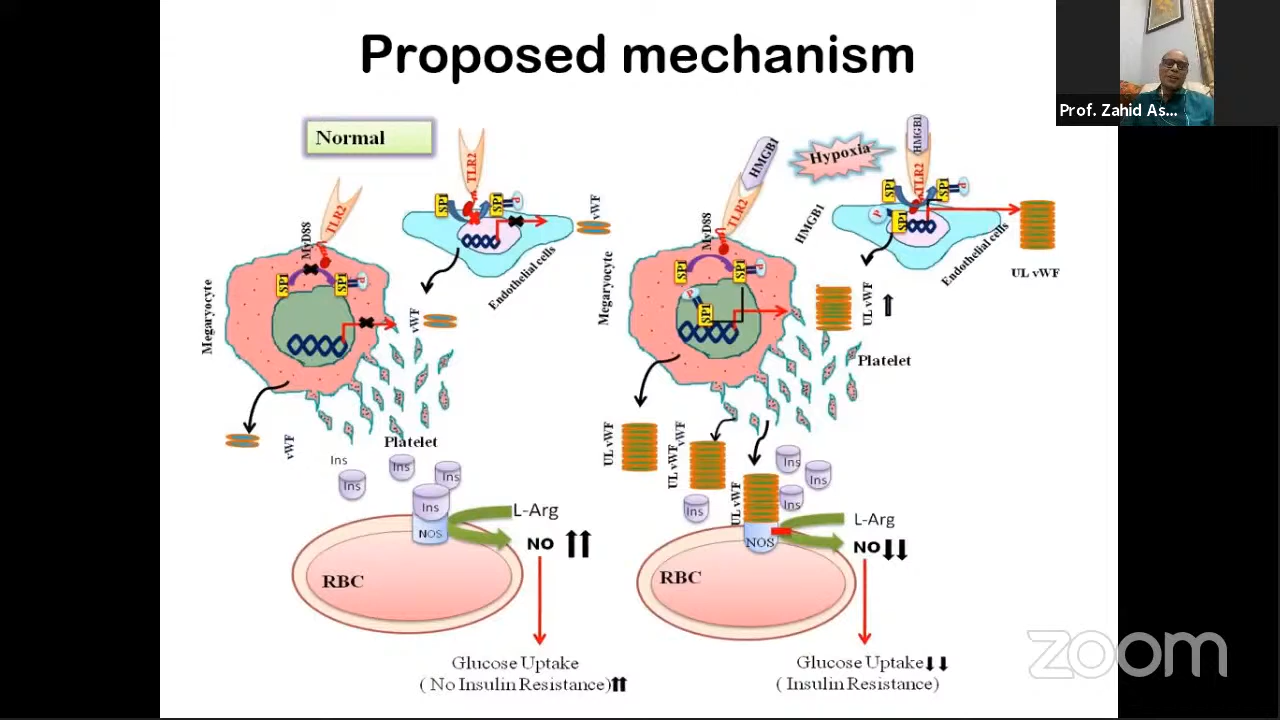 Proposed mechanism
Prof. Zahid As...
Normal
TLR2
TLR2
SP1
SP1
P
vWF
MyD88
SP1
SP1
P
Endothelial cells
Megaryocyte
vWF
vWF
Platelet
Ins
Ins
Ins
Ins
Ins
NOS
L-Arg
NO
RBC
Glucose Uptake
( No Insulin Resistance)
Hypoxia
HMGB1
HMGB1
HMGB1
TLR2
TLR2
SP1
SP1
P
P
SP1
MyD88
SP1
SP1
P
P
SP1
Endothelial cells
UL vWF
Megaryocyte
UL vWF
Platelet
UL vWF
UL vWF
vWF
UL vWF
Ins
Ins
Ins
Ins
NOS
L-Arg
NO
RBC
Glucose Uptake
( Insulin Resistance)
zoom